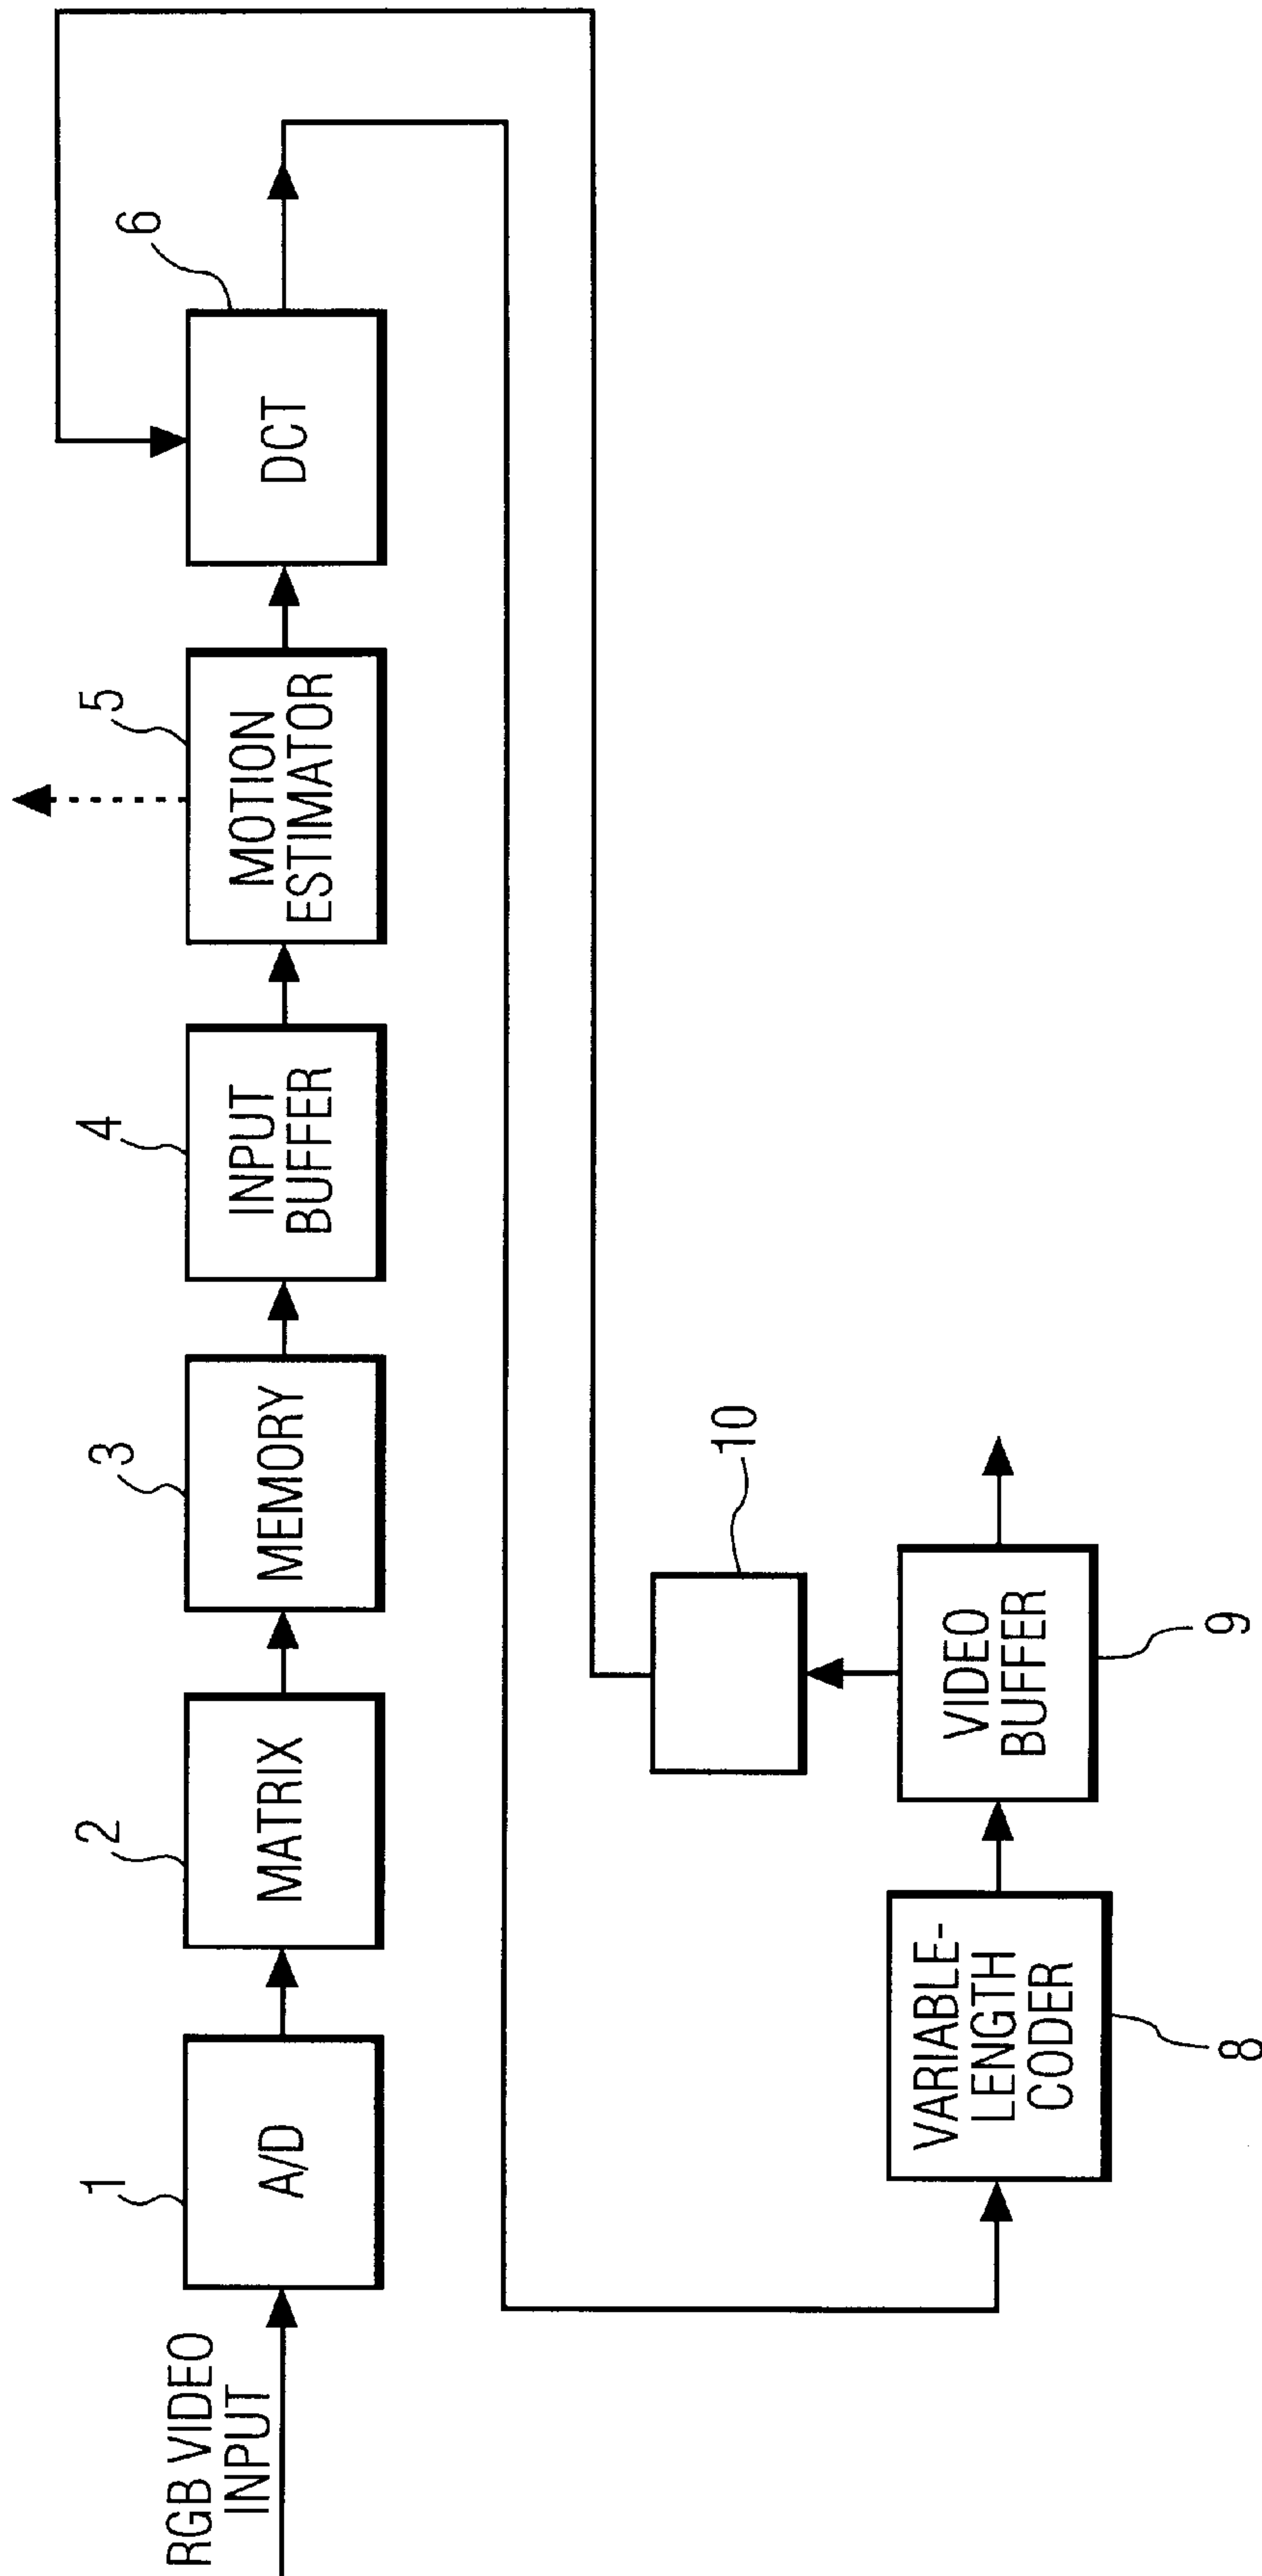 RGB VIDEO
INPUT
1
A/D
2
MATRIX
3
MEMORY
4
INPUT
BUFFER
5
MOTION
ESTIMATOR
6
DCT
10
VARIABLE-
LENGTH
CODER
8
VIDEO
BUFFER
9